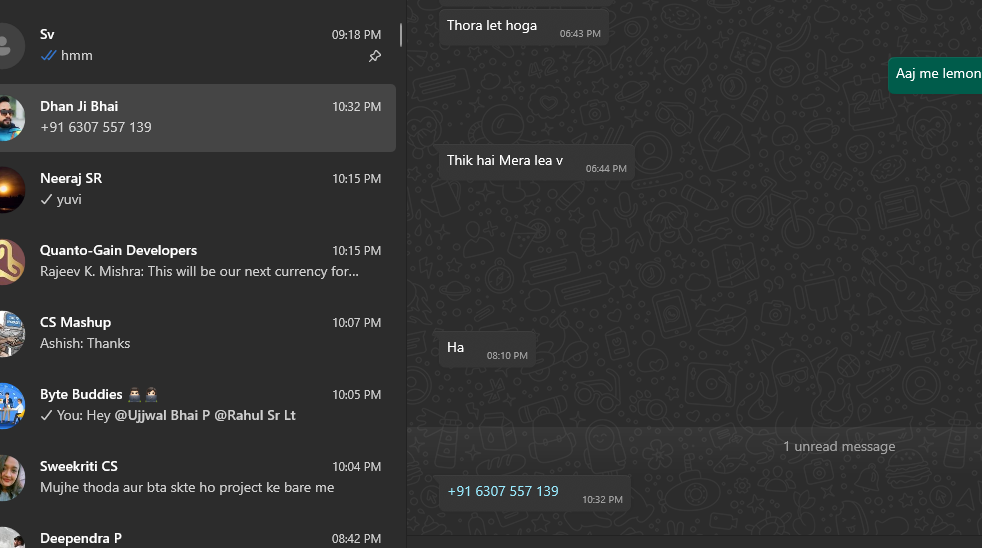 Sv
09:18 PM
hmm
Dhan Ji Bhai
10:32 PM
+91 6307 557 139
Neeraj SR
10:15 PM
yuvi
Quanto-Gain Developers
10:15 PM
Rajeev K. Mishra: This will be our next currency for...
CS Mashup
10:07 PM
Ashish: Thanks
Byte Buddies
10:05 PM
You: Hey @Ujjwal Bhai P @Rahul Sr Lt
Sweekriti CS
10:04 PM
Mujhe thoda aur bta skte ho project ke bare me
Deependra P
08:42 PM
Thora let hoga
06:43 PM
Aaj me lemon
Thik hai Mera lea v
06:44 PM
Ha
08:10 PM
1 unread message
+91 6307 557 139
10:32 PM